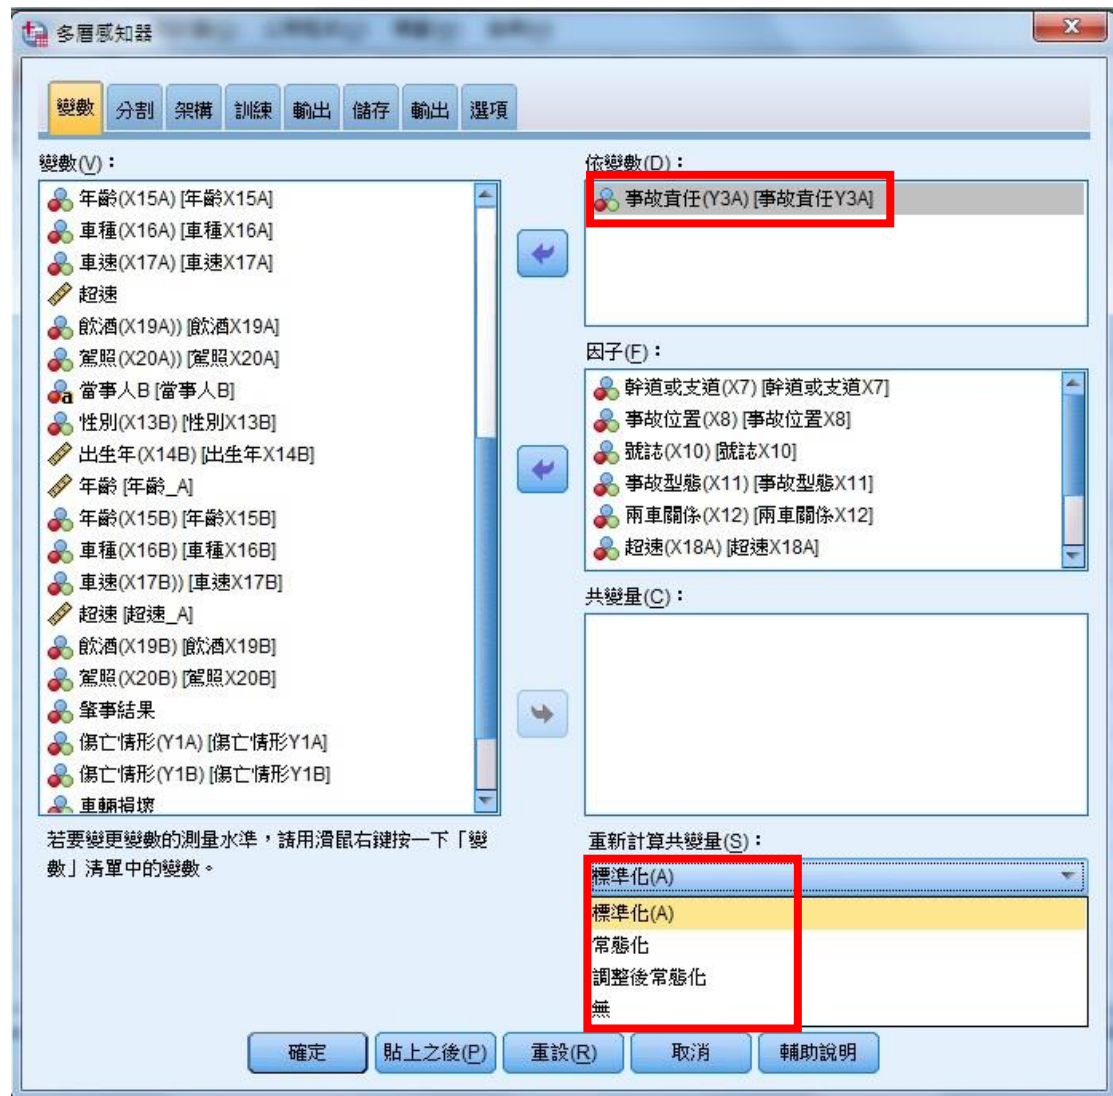 多層感知器
變數 分割 架構 訓練 輸出 儲存 輸出 選項
變數(V)：
年齡(X15A) [年齡X15A]
車種(X16A) [車種X16A]
車速(X17A) [車速X17A]
超速
飲酒(X19A)) [飲酒X19A]
駕照(X20A)) [駕照X20A]
當事人B [當事人B]
性別(X13B) [性別X13B]
出生年(X14B) [出生年X14B]
年齡 [年齡_A]
年齡(X15B) [年齡X15B]
車種(X16B) [車種X16B]
車速(X17B)) [車速X17B]
超速 [超速_A]
飲酒(X19B) [飲酒X19B]
駕照(X20B) [駕照X20B]
肇事結果
傷亡情形(Y1A) [傷亡情形Y1A]
傷亡情形(Y1B) [傷亡情形Y1B]
車輛損壞
若要變更變數的測量水準，請用滑鼠右鍵按一下「變
數」清單中的變數。
依變數(D)：
事故責任(Y3A) [事故責任Y3A]
因子(F)：
幹道或支道(X7) [幹道或支道X7]
事故位置(X8) [事故位置X8]
號誌(X10) [號誌X10]
事故型態(X11) [事故型態X11]
兩車關係(X12) [兩車關係X12]
超速(X18A) [超速X18A]
共變量(C)：
重新計算共變量(S)：
標準化(A)
標準化(A)
常態化
調整後常態化
無
確定 貼上之後(P) 重設(R) 取消 輔助說明